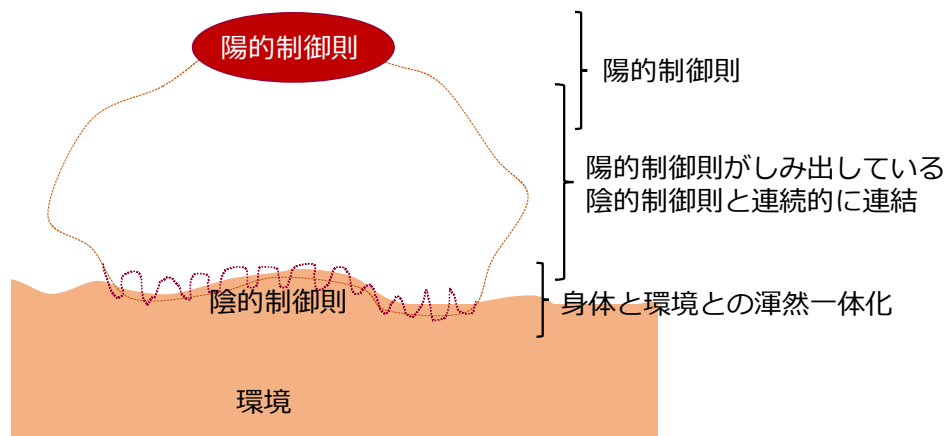 陽的制御則
陽的制御則
陽的制御則がしみ出している
陰的制御則と連続的に連結
陰的制御則
身体と環境との渾然一体化
環境